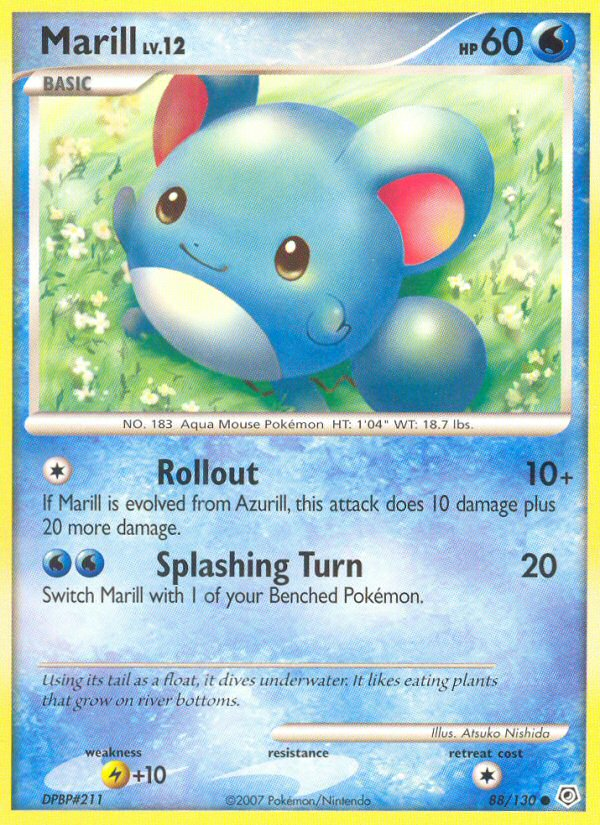 Marill LV.12 HP 60
BASIC
NO. 183 Aqua Mouse Pokémon HT: 1'04" WT: 18.7 lbs.
Rollout 10+
If Marill is evolved from Azurill, this attack does 10 damage plus
20 more damage.
Splashing Turn 20
Switch Marill with 1 of your Benched Pokémon.
Using its tail as a float, it dives underwater. It likes eating plants
that grow on river bottoms.
Illus. Atsuko Nishida
weakness resistance retreat cost
+10
DPBP#211 ©2007 Pokémon/Nintendo 88/130